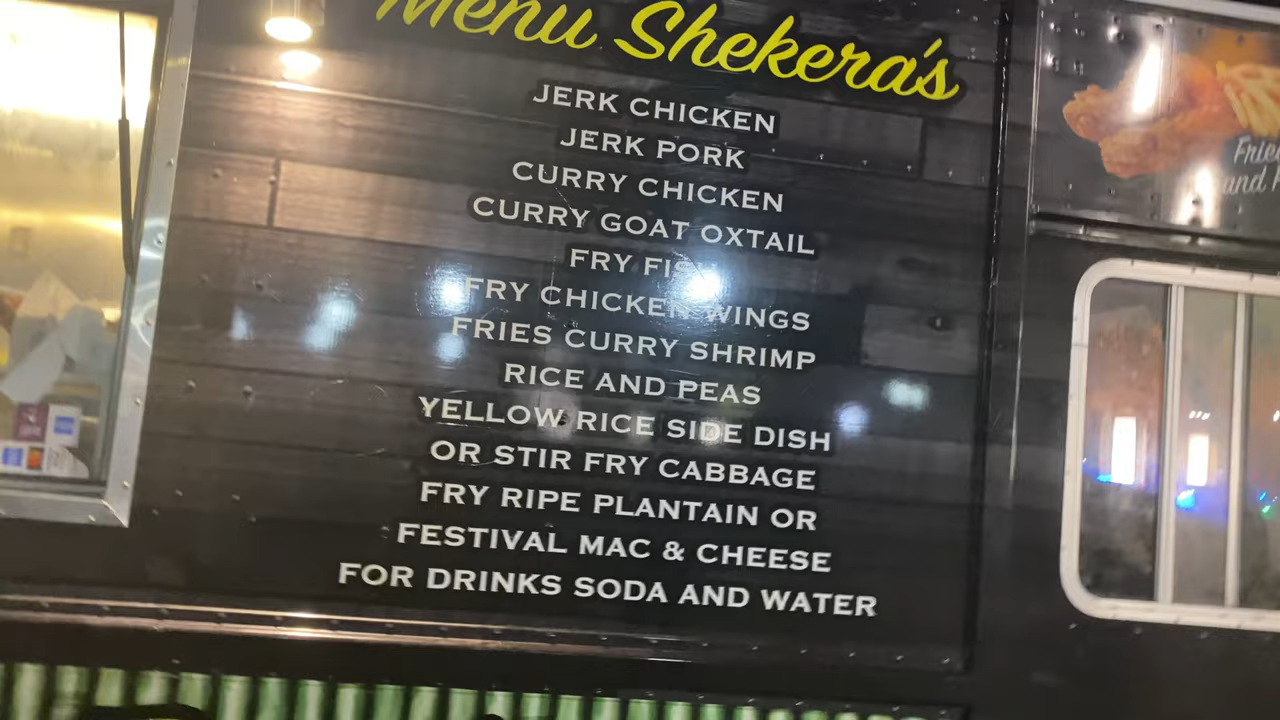 Menu Shekera's
JERK CHICKEN
JERK PORK
CURRY CHICKEN
CURRY GOAT OXTAIL
FRY
FRY CHICKEN WINGS
FRIES CURRY SHRIMP
RICE AND PEAS
YELLOW RICE SIDE DISH
OR STIR FRY CABBAGE
FRY RIPE PLANTAIN OR
FESTIVAL MAC & CHEESE
FOR DRINKS SODA AND WATER
and